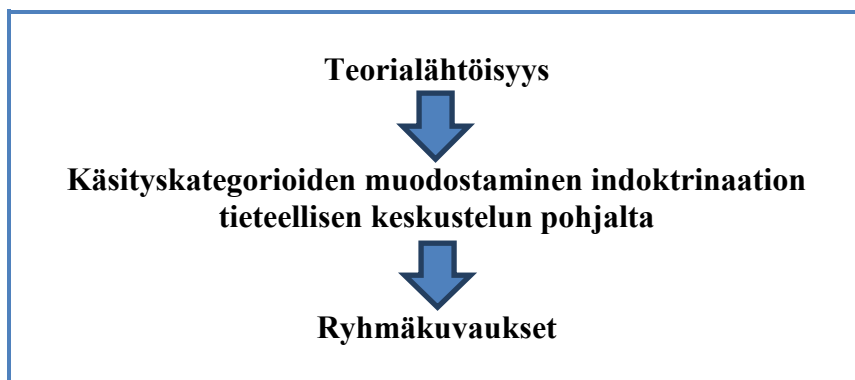 Teorialähtöisyys
Käsityskategorioiden muodostaminen indoktrinaation
tieteellisen keskustelun pohjalta
Ryhmäkuvaukset